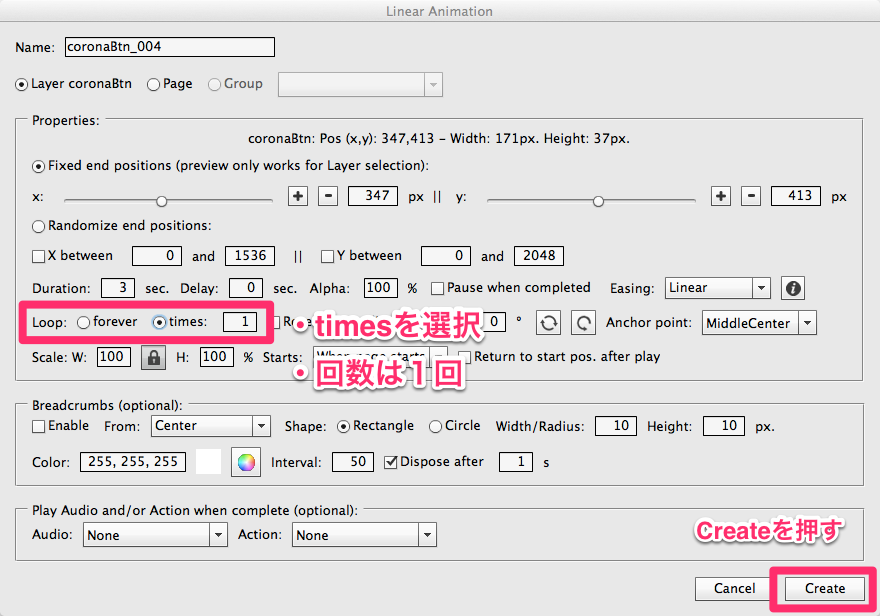 Linear Animation
Name: coronaBtn_004
Layer coronaBtn Page Group
Properties:
coronaBtn: Pos (x,y): 347,413 – Width: 171px. Height: 37px.
Fixed end positions (preview only works for Layer selection):
x: + - 347 px || y: + - 413 px
Randomize end positions:
X between 0 and 1536 || Y between 0 and 2048
Duration: 3 sec. Delay: 0 sec. Alpha: 100 % Pause when completed Easing: Linear i
Loop: forever times: 1 0 ° Anchor point: MiddleCenter
・timesを選択
Scale: W: 100 H: 100 % Starts: When page starts Return to start pos. after play
・回数は１回
Breadcrumbs (optional):
Enable From: Center Shape: Rectangle Circle Width/Radius: 10 Height: 10 px.
Color: 255, 255, 255 Interval: 50 Dispose after 1 s
Play Audio and/or Action when complete (optional):
Audio: None Action: None
Createを押す
Cancel Create